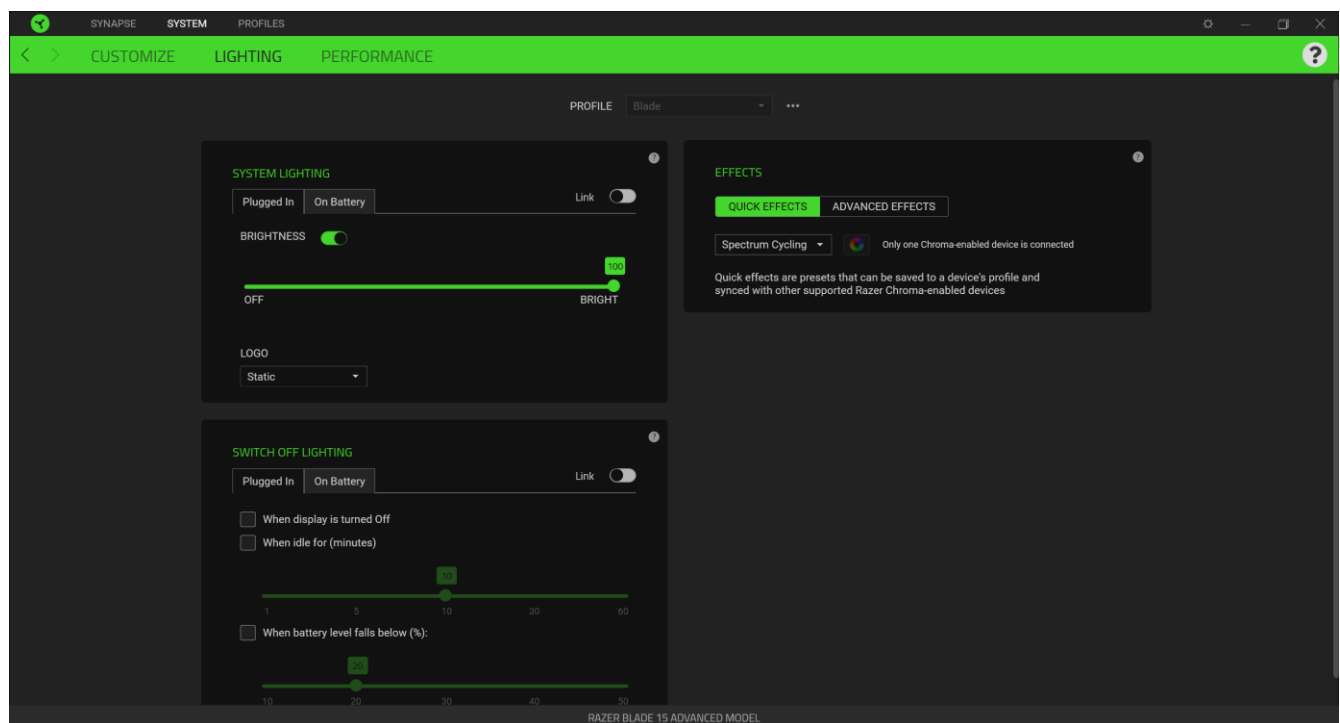 SYNAPSE SYSTEM PROFILES
CUSTOMIZE LIGHTING PERFORMANCE ?
PROFILE Blade
?
SYSTEM LIGHTING
Plugged In On Battery Link
BRIGHTNESS
100
OFF BRIGHT
LOGO
Static
?
EFFECTS
QUICK EFFECTS ADVANCED EFFECTS
Spectrum Cycling Only one Chroma-enabled device is connected
Quick effects are presets that can be saved to a device's profile and
synced with other supported Razer Chroma-enabled devices
?
SWITCH OFF LIGHTING
Plugged In On Battery Link
When display is turned Off
When idle for (minutes)
10
1 5 10 30 60
When battery level falls below (%):
20
10 20 30 40 50
RAZER BLADE 15 ADVANCED MODEL